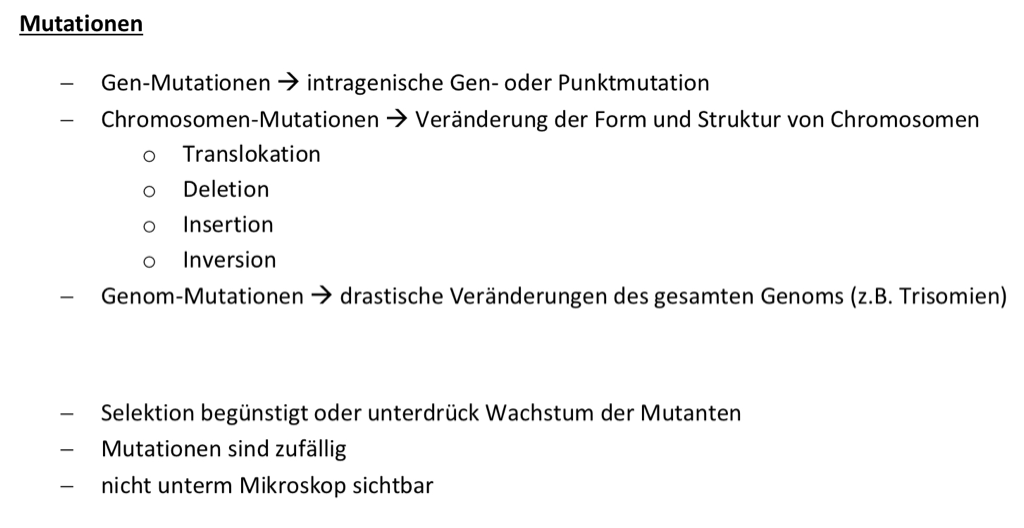 Mutationen
– Gen-Mutationen → intragenische Gen- oder Punktmutation
– Chromosomen-Mutationen → Veränderung der Form und Struktur von Chromosomen
o Translokation
o Deletion
o Insertion
o Inversion
– Genom-Mutationen → drastische Veränderungen des gesamten Genoms (z.B. Trisomien)
– Selektion begünstigt oder unterdrück Wachstum der Mutanten
– Mutationen sind zufällig
– nicht unterm Mikroskop sichtbar